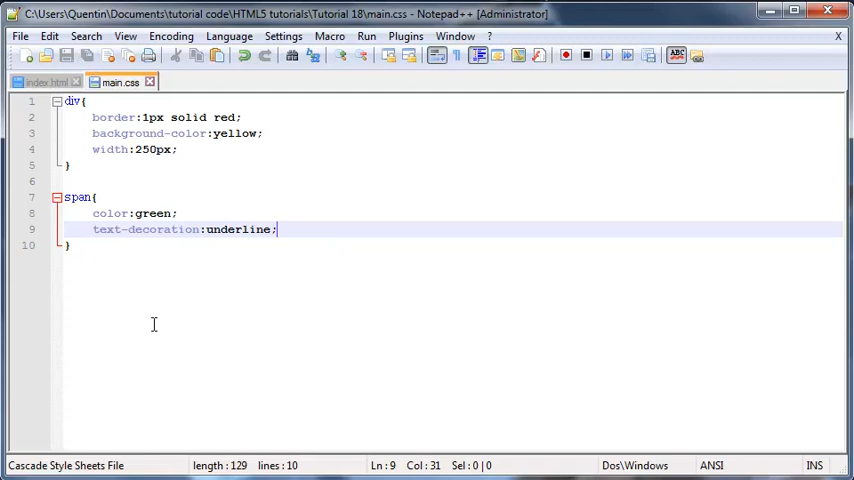 C:\Users\Quentin\Documents\tutorial code\HTML5 tutorials\Tutorial 18\main.css - Notepad++ [Administrator]
File Edit Search View Encoding Language Settings Macro Run Plugins Window ? X
index.html main.css
1 div{
2 border:1px solid red;
3 background-color:yellow;
4 width:250px;
5 }
6
7 span{
8 color:green;
9 text-decoration:underline;
10 }
Cascade Style Sheets File length : 129 lines : 10 Ln : 9 Col : 31 Sel : 0 | 0 Dos\Windows ANSI INS